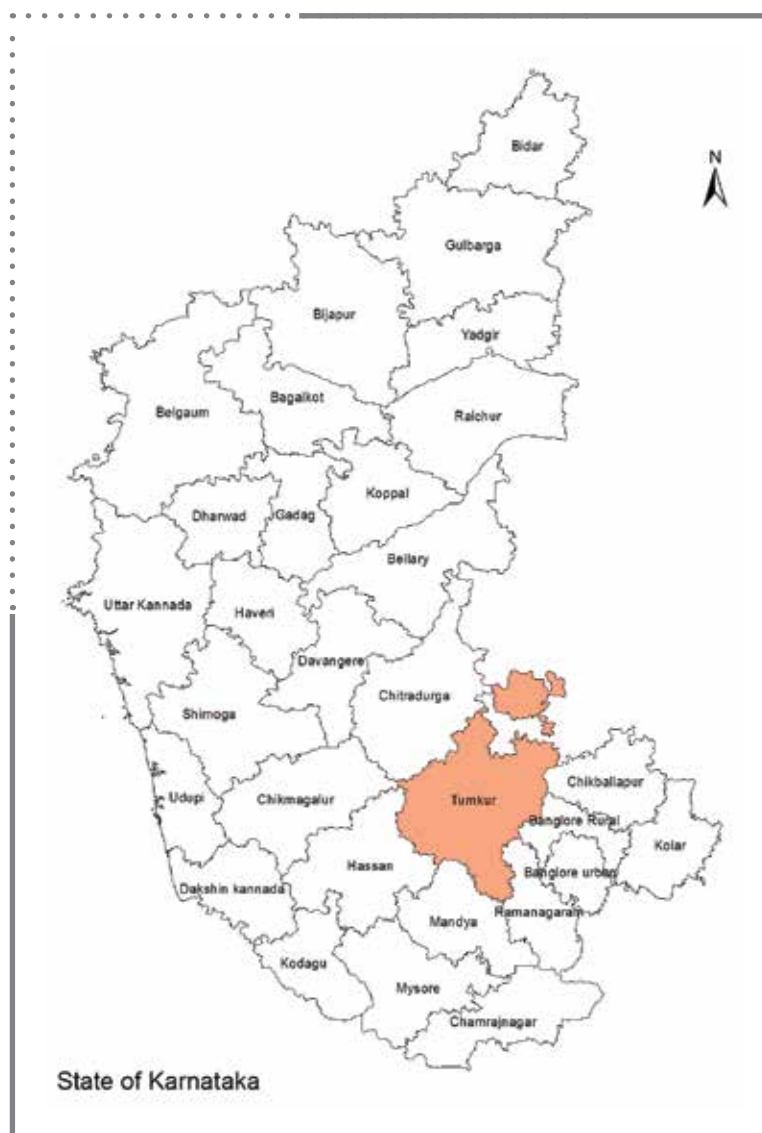 N
Bidar
Gulbarga
Bijapur
Yadgir
Bagalkot
Belgaum
Raichur
Koppal
Dharwad
Gadag
Bellary
Uttar Kannada
Haveri
Davangere
Chitradurga
Shimoga
Chikballapur
Udupi
Chikmagalur
Tumkur
Banglore Rural
Kolar
Hassan
Banglore urban
Dakshin kannada
Ramanagaram
Mandya
Kodagu
Mysore
Chamrajnagar
State of Karnataka